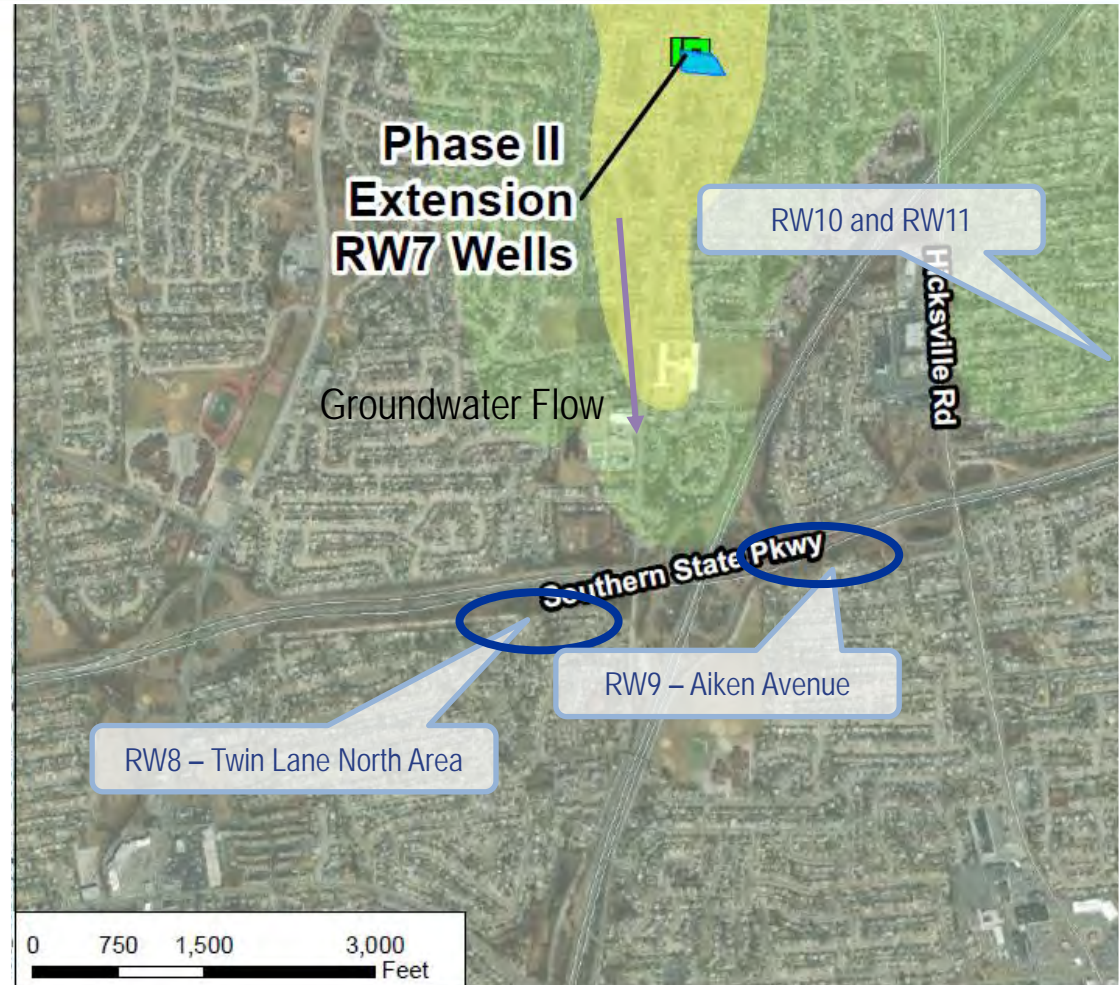 Phase II
Extension
RW7 Wells
RW10 and RW11
Hicksville Rd
Groundwater Flow
Southern State Pkwy
RW9 – Aiken Avenue
RW8 – Twin Lane North Area
0 750 1,500 3,000
Feet